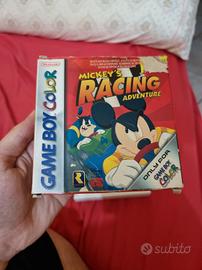 Nintendo
GAME BOY COLOR
MICKEY'S
RACING
ADVENTURE
ONLY FOR
GAME BOY
COLOR
subito